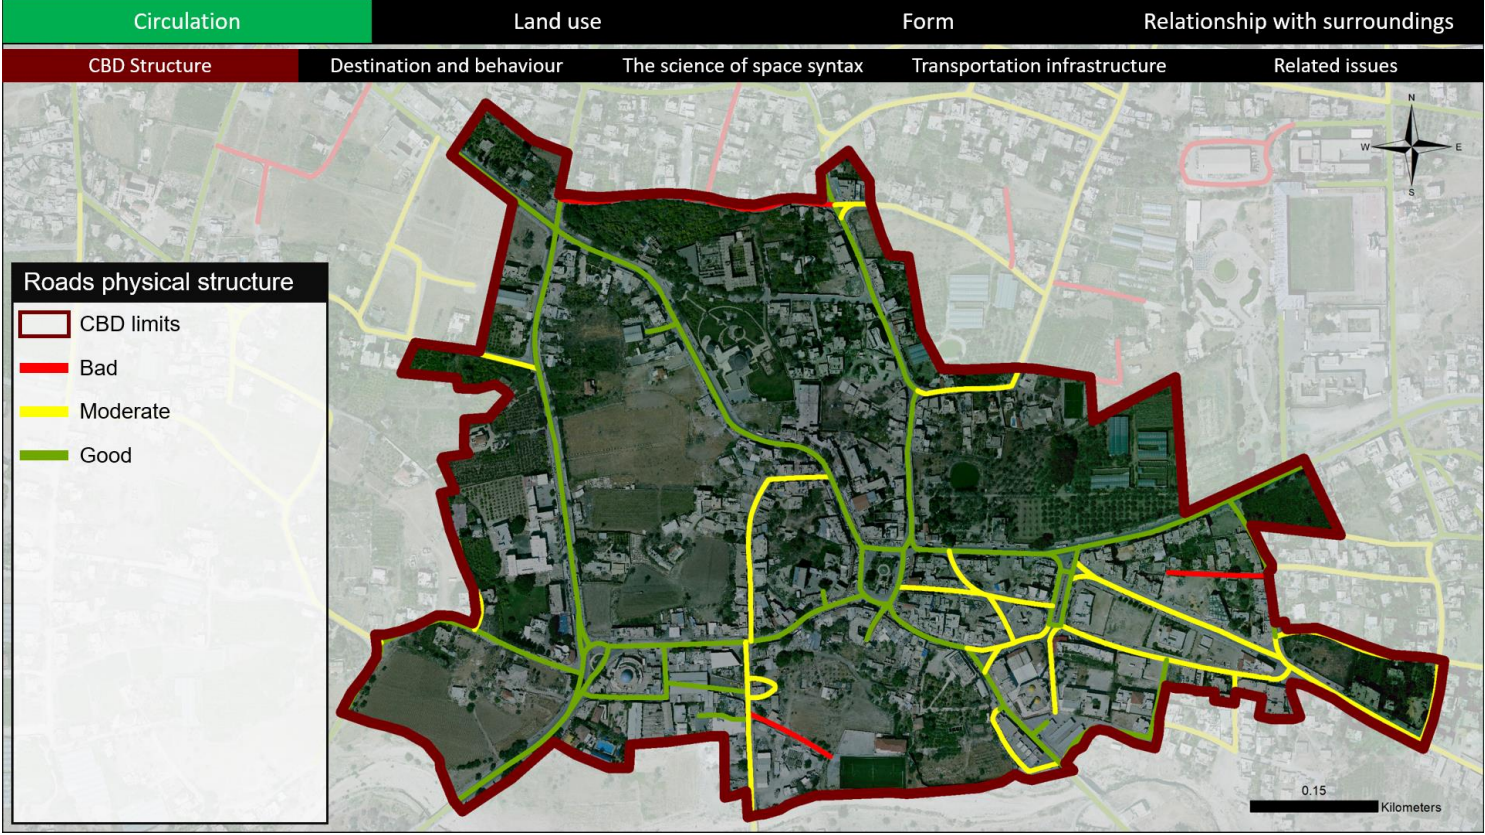 Circulation Land use Form Relationship with surroundings
CBD Structure Destination and behaviour The science of space syntax Transportation infrastructure Related issues
N
W E
S
Roads physical structure
CBD limits
Bad
Moderate
Good
0.15
Kilometers